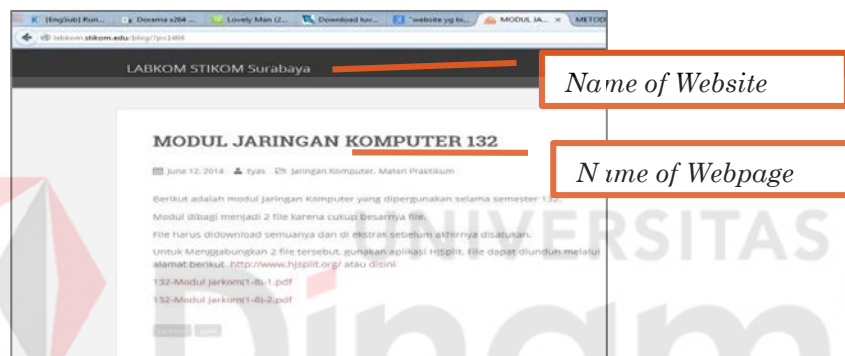 [EngSub] Run... Dorama s264 ... Lovely Man (2... Download lux... "website yg bi... MODUL JA... × METOD
labkom.stikom.edu/blog/?p=1404
LABKOM STIKOM Surabaya
Name of Website
MODUL JARINGAN KOMPUTER 132
June 12, 2014 tyas Jaringan Komputer, Materi Praktikum
Name of Webpage
Berikut adalah modul Jaringan Komputer yang dipergunakan selama semester 132.
Modul dibagi menjadi 2 file karena cukup besarnya file.
File harus didownload semuanya dan di ekstrak sebelum akhirnya disatukan.
Untuk Menggabungkan 2 file tersebut, gunakan aplikasi HJSplit. File dapat diunduh melalui
alamat berikut http://www.hjsplit.org/ atau disini
132-Modul Jarkom(1-8)-1.pdf
132-Modul Jarkom(1-8)-2.pdf
UNIVERSITAS
Dinam